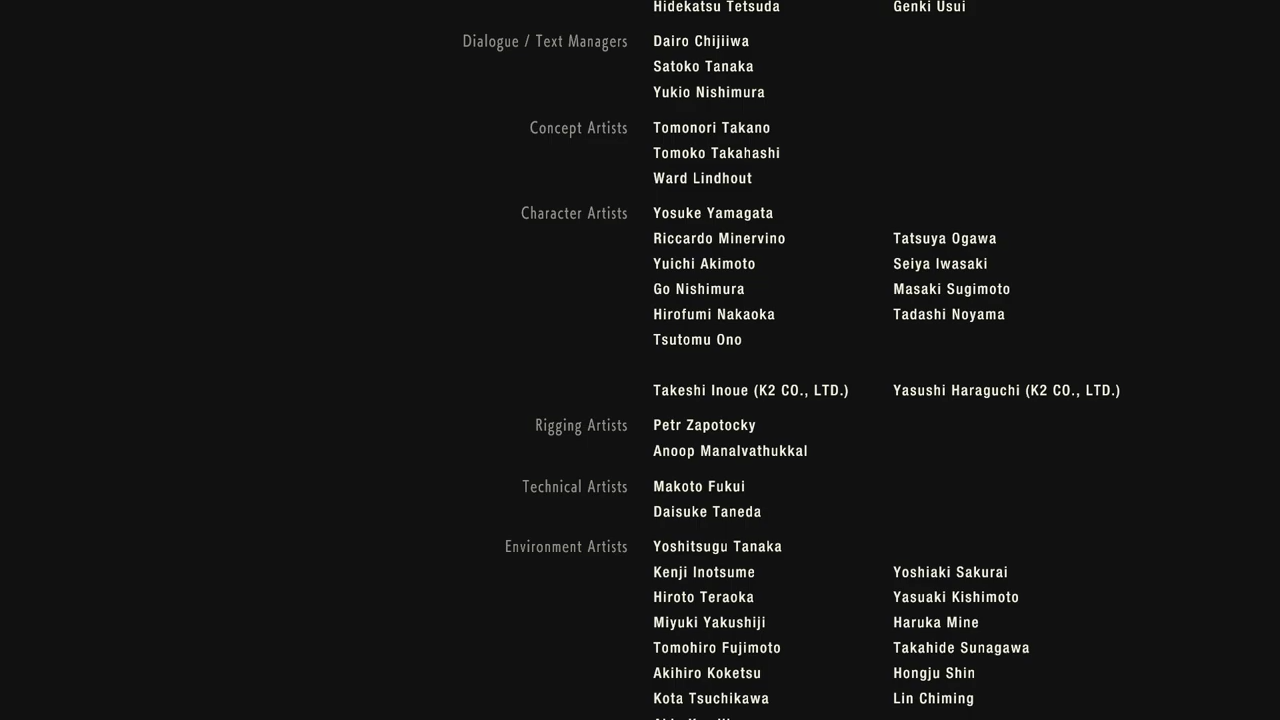 Hidekatsu Tetsuda Genki Usui
Dialogue / Text Managers Dairo Chijiiwa
Satoko Tanaka
Yukio Nishimura
Concept Artists Tomonori Takano
Tomoko Takahashi
Ward Lindhout
Character Artists Yosuke Yamagata
Riccardo Minervino Tatsuya Ogawa
Yuichi Akimoto Seiya Iwasaki
Go Nishimura Masaki Sugimoto
Hirofumi Nakaoka Tadashi Noyama
Tsutomu Ono
Takeshi Inoue (K2 CO., LTD.) Yasushi Haraguchi (K2 CO., LTD.)
Rigging Artists Petr Zapotocky
Anoop Manalvathukkal
Technical Artists Makoto Fukui
Daisuke Taneda
Environment Artists Yoshitsugu Tanaka
Kenji Inotsume Yoshiaki Sakurai
Hiroto Teraoka Yasuaki Kishimoto
Miyuki Yakushiji Haruka Mine
Tomohiro Fujimoto Takahide Sunagawa
Akihiro Koketsu Hongju Shin
Kota Tsuchikawa Lin Chiming